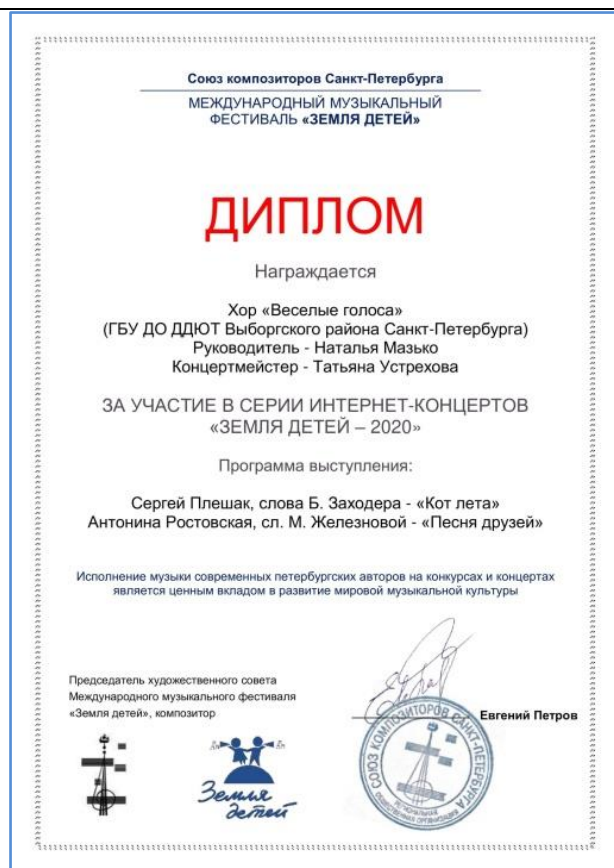 Союз композиторов Санкт-Петербурга
МЕЖДУНАРОДНЫЙ МУЗЫКАЛЬНЫЙ
ФЕСТИВАЛЬ «ЗЕМЛЯ ДЕТЕЙ»
ДИПЛОМ
Награждается
Хор «Веселые голоса»
(ГБУ ДО ДДЮТ Выборгского района Санкт-Петербурга)
Руководитель - Наталья Мазько
Концертмейстер - Татьяна Устрехова
ЗА УЧАСТИЕ В СЕРИИ ИНТЕРНЕТ-КОНЦЕРТОВ
«ЗЕМЛЯ ДЕТЕЙ – 2020»
Программа выступления:
Сергей Плешак, слова Б. Заходера - «Кот лета»
Антонина Ростовская, сл. М. Железновой - «Песня друзей»
Исполнение музыки современных петербургских авторов на конкурсах и концертах
является ценным вкладом в развитие мировой музыкальной культуры
Председатель художественного совета
Международного музыкального фестиваля
«Земля детей», композитор
Евгений Петров
Земля
детей
СОЮЗ КОМПОЗИТОРОВ САНКТ-ПЕТЕРБУРГА
РЕГИОНАЛЬНАЯ
ОБЩЕСТВЕННАЯ ОРГАНИЗАЦИЯ